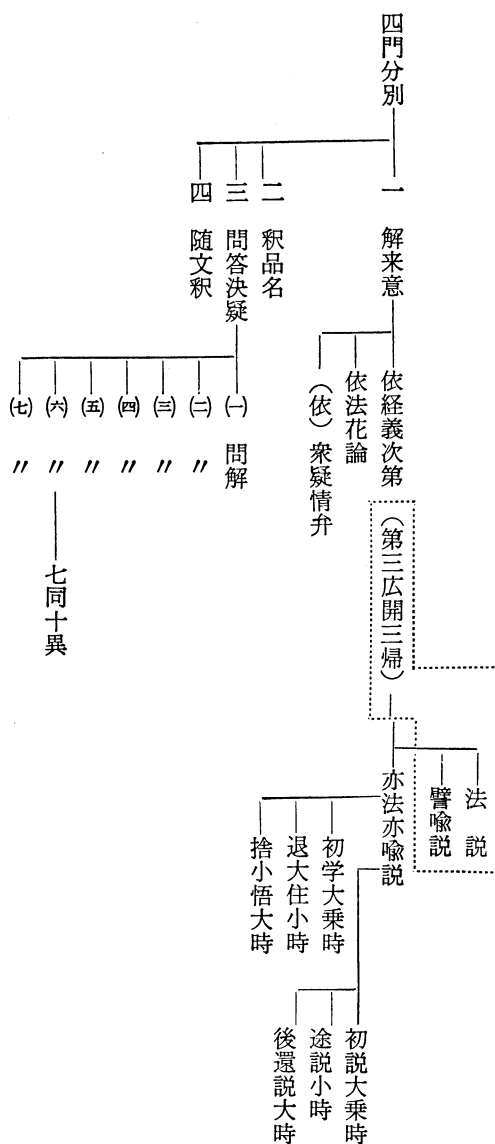 四門分別
一 解来意
二 釈品名
三 問答決疑
四 随文釈
依経義次第
依法花論
(依)衆疑情弁
(一) 問解
(二) 〃
(三) 〃
(四) 〃
(五) 〃
(六) 〃
(七) 〃
七同十異
(第三広開三帰一)
法説
譬喩説
亦法亦喩説
初学大乗時
退大住小時
捨小悟大時
初説大乗時
途説小時
後還説大時